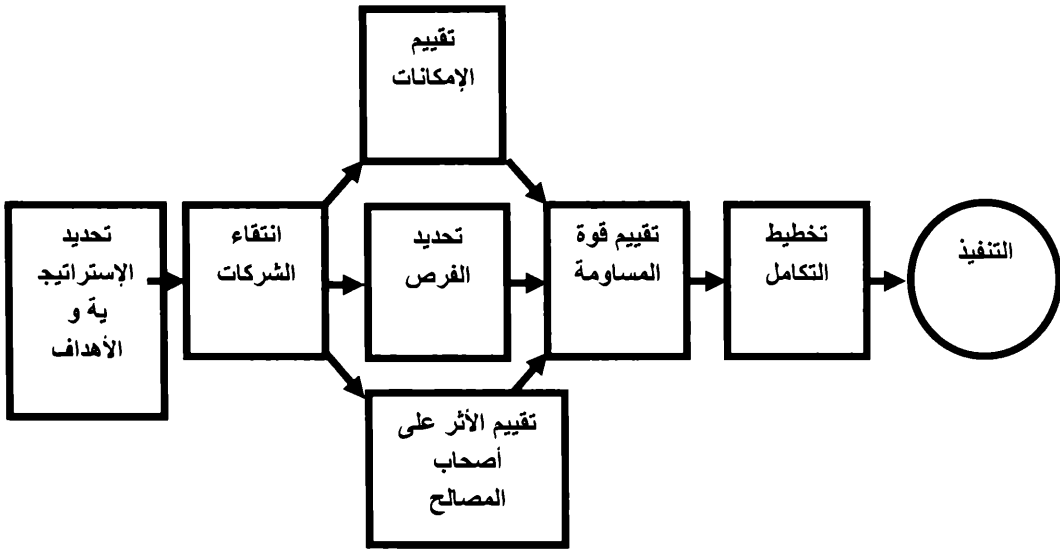 تقييم
الإمكانات
تحديد
الإستراتيج
ية و
الأهداف
انتقاء
الشركات
تحديد
الفرص
تقييم قوة
المساومة
تخطيط
التكامل
التنفيذ
تقييم الأثر على
أصحاب
المصالح